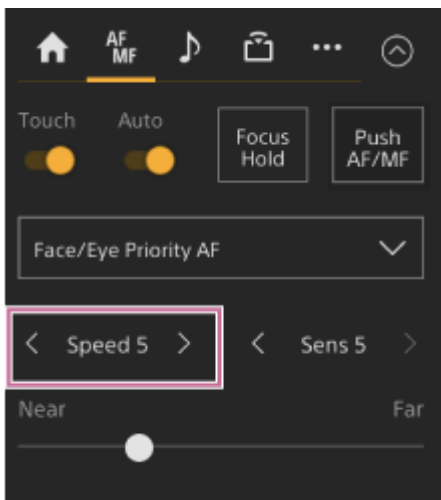 AF
MF
Touch
Auto
Focus
Hold
Push
AF/MF
Face/Eye Priority AF
Speed 5
Sens 5
Near
Far